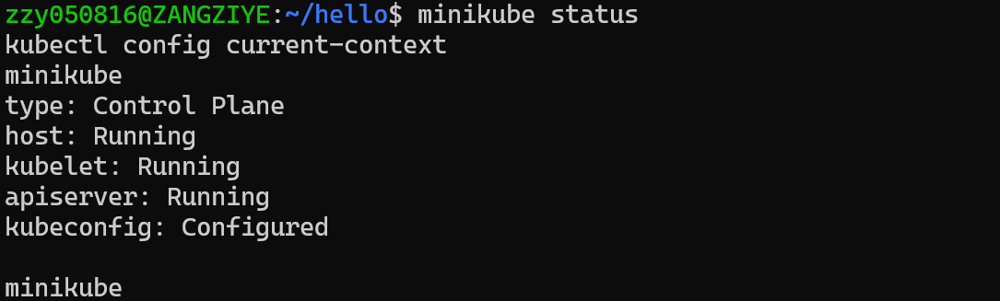 zzy050816@ZANGZIYE:~/hello$ minikube status
kubectl config current-context
minikube
type: Control Plane
host: Running
kubelet: Running
apiserver: Running
kubeconfig: Configured

minikube